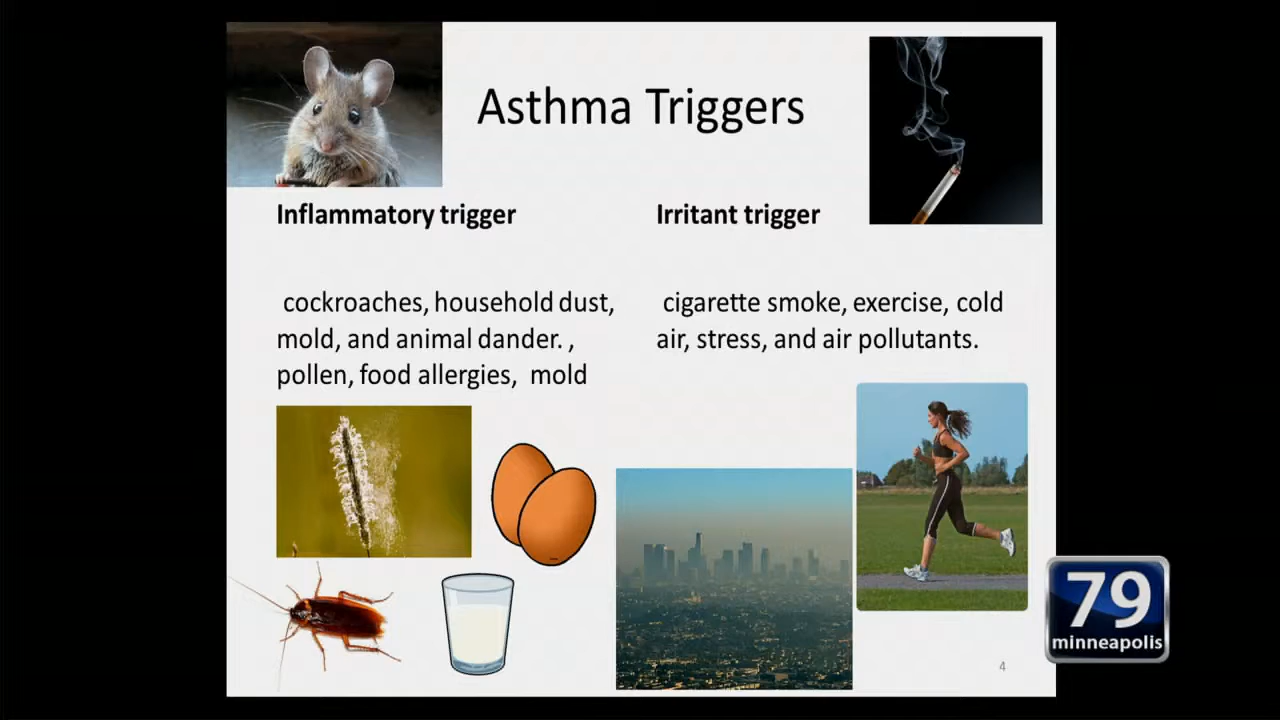 Asthma Triggers
Inflammatory trigger
cockroaches, household dust,
mold, and animal dander. ,
pollen, food allergies, mold
Irritant trigger
cigarette smoke, exercise, cold
air, stress, and air pollutants.
4
79
minneapolis